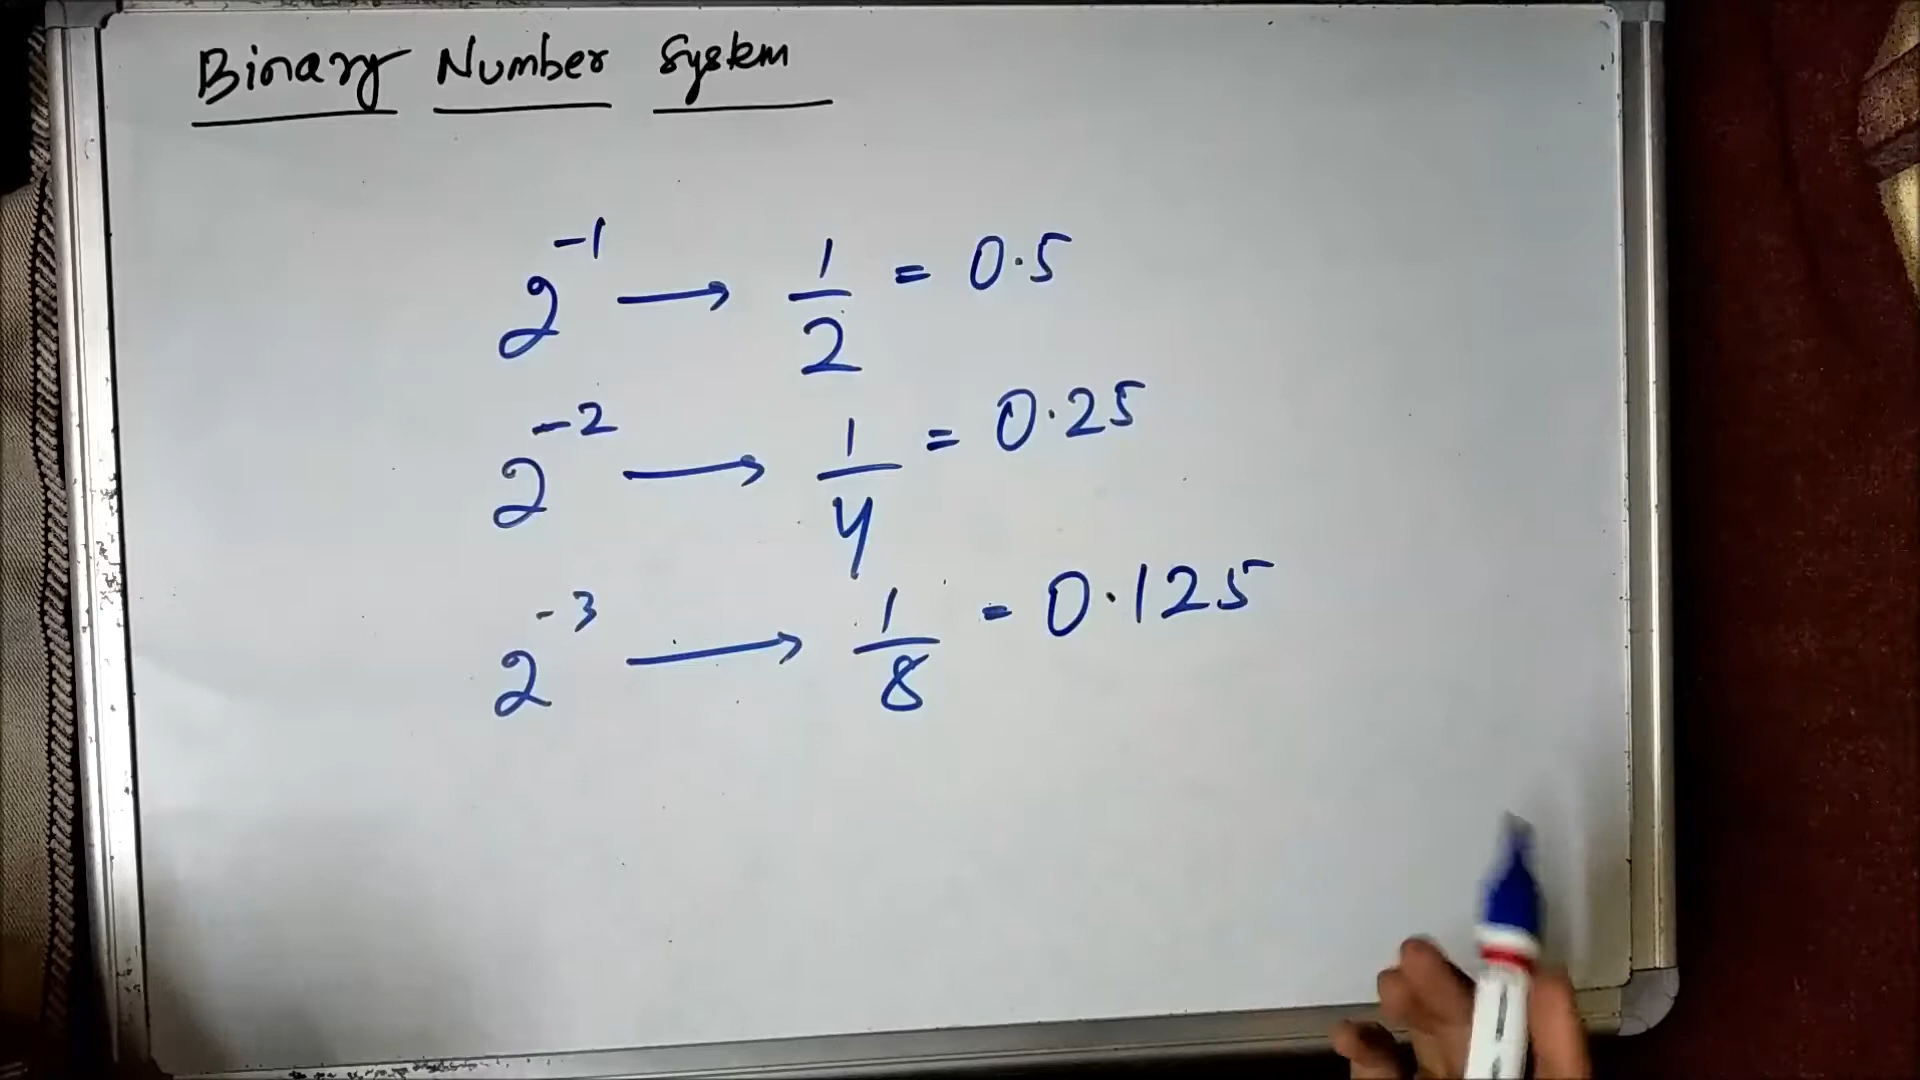 Binary Number System
2^-1 → 1/2 = 0.5
2^-2 → 1/4 = 0.25
2^-3 → 1/8 = 0.125